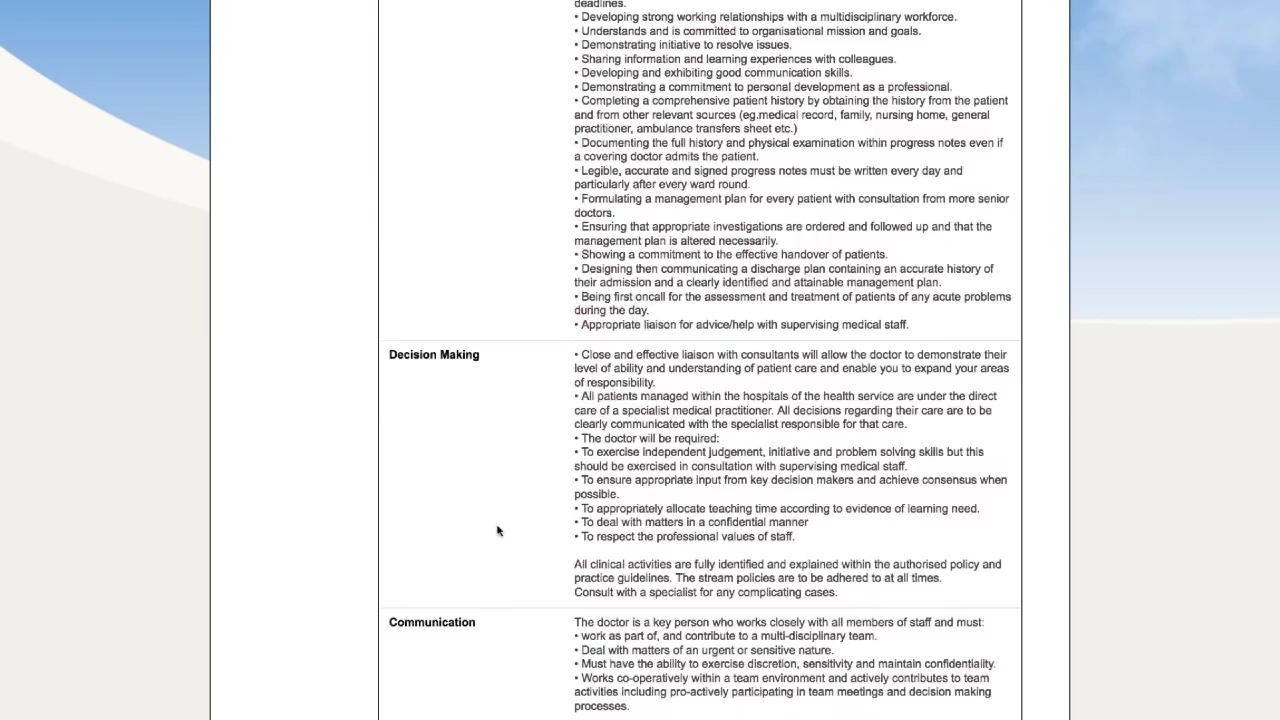 deadlines.
• Developing strong working relationships with a multidisciplinary workforce.
• Understands and is committed to organisational mission and goals.
• Demonstrating initiative to resolve issues.
• Sharing information and learning experiences with colleagues.
• Developing and exhibiting good communication skills.
• Demonstrating a commitment to personal development as a professional.
• Completing a comprehensive patient history by obtaining the history from the patient
and from other relevant sources (eg.medical record, family, nursing home, general
practitioner, ambulance transfers sheet etc.)
• Documenting the full history and physical examination within progress notes even if
a covering doctor admits the patient.
• Legible, accurate and signed progress notes must be written every day and
particularly after every ward round.
• Formulating a management plan for every patient with consultation from more senior
doctors.
• Ensuring that appropriate investigations are ordered and followed up and that the
management plan is altered necessarily.
• Showing a commitment to the effective handover of patients.
• Designing then communicating a discharge plan containing an accurate history of
their admission and a clearly identified and attainable management plan.
• Being first oncall for the assessment and treatment of patients of any acute problems
during the day.
• Appropriate liaison for advice/help with supervising medical staff.
Decision Making
• Close and effective liaison with consultants will allow the doctor to demonstrate their
level of ability and understanding of patient care and enable you to expand your areas
of responsibility.
• All patients managed within the hospitals of the health service are under the direct
care of a specialist medical practitioner. All decisions regarding their care are to be
clearly communicated with the specialist responsible for that care.
• The doctor will be required:
• To exercise independent judgement, initiative and problem solving skills but this
should be exercised in consultation with supervising medical staff.
• To ensure appropriate input from key decision makers and achieve consensus when
possible.
• To appropriately allocate teaching time according to evidence of learning need.
• To deal with matters in a confidential manner
• To respect the professional values of staff.
All clinical activities are fully identified and explained within the authorised policy and
practice guidelines. The stream policies are to be adhered to at all times.
Consult with a specialist for any complicating cases.
Communication
The doctor is a key person who works closely with all members of staff and must:
• work as part of, and contribute to a multi-disciplinary team.
• Deal with matters of an urgent or sensitive nature.
• Must have the ability to exercise discretion, sensitivity and maintain confidentiality.
• Works co-operatively within a team environment and actively contributes to team
activities including pro-actively participating in team meetings and decision making
processes.